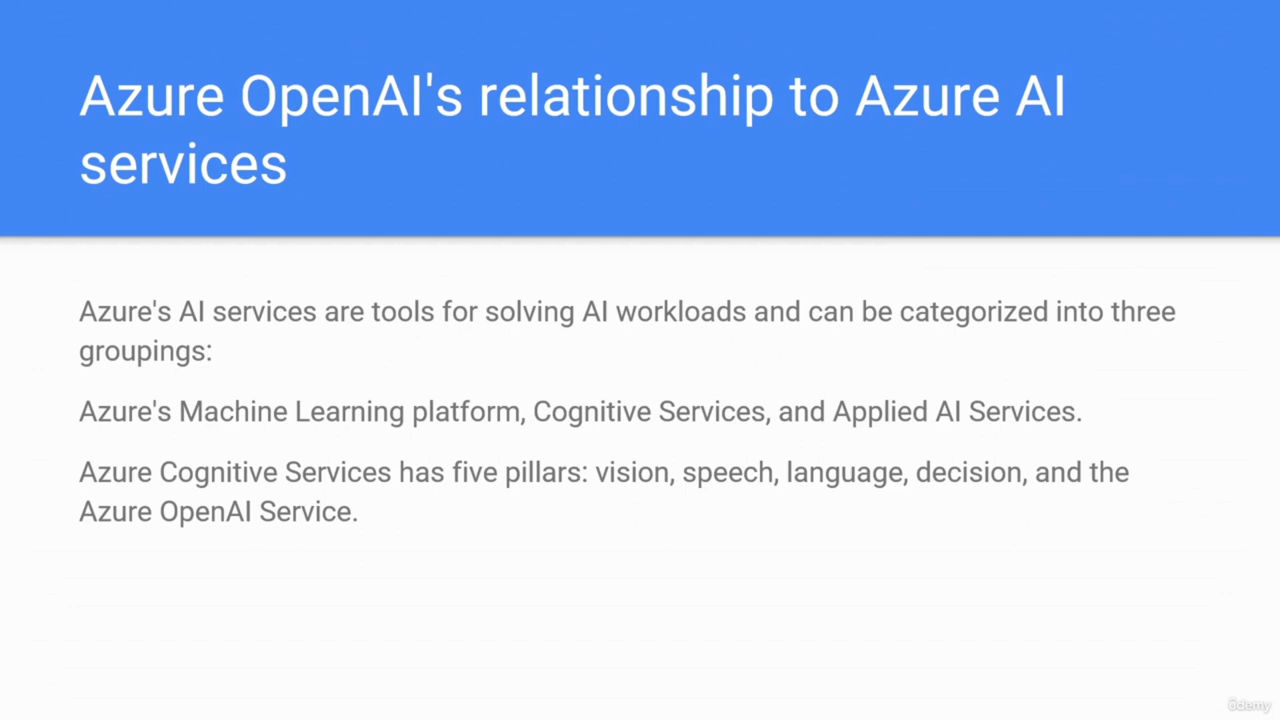 Azure OpenAI's relationship to Azure AI
services
Azure's AI services are tools for solving AI workloads and can be categorized into three
groupings:
Azure's Machine Learning platform, Cognitive Services, and Applied AI Services.
Azure Cognitive Services has five pillars: vision, speech, language, decision, and the
Azure OpenAI Service.
ûdemy